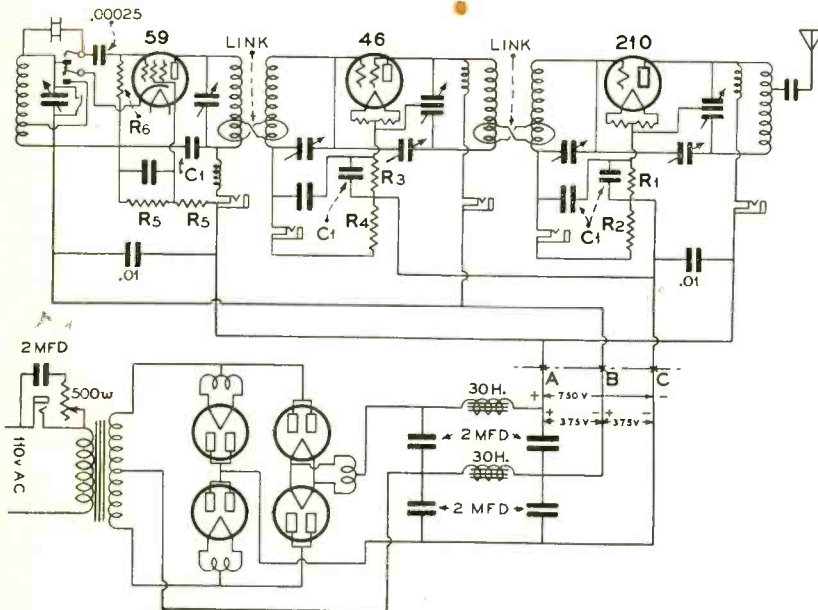 .00025
59
LINK
46
LINK
210
R6
C1
R5
R5
R3
R4
C1
R1
R2
C1
.01
.01
2 MFD
500ω
110v AC
30H.
2 MFD
30H.
2 MFD
A
B
C
+ 750V -
+ 375V - + 375V -